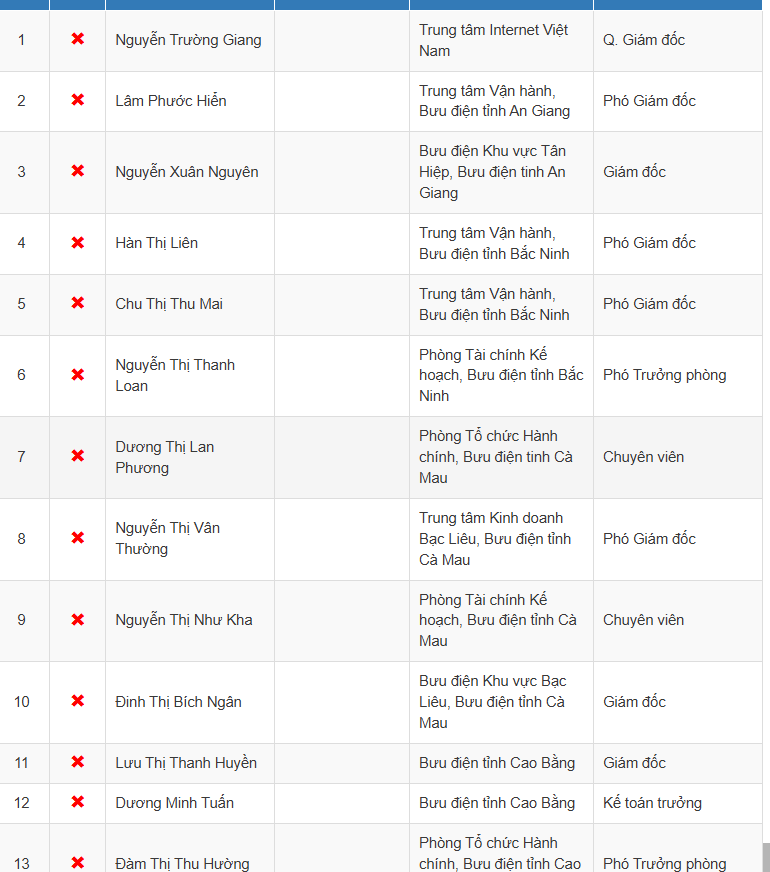 1 Nguyễn Trường Giang Trung tâm Internet Việt Q. Giám đốc
Nam
2 Lâm Phước Hiển Trung tâm Vận hành, Phó Giám đốc
Bưu điện tỉnh An Giang
3 Nguyễn Xuân Nguyên Bưu điện Khu vực Tân Giám đốc
Hiệp, Bưu điện tỉnh An
Giang
4 Hàn Thị Liên Trung tâm Vận hành, Phó Giám đốc
Bưu điện tỉnh Bắc Ninh
5 Chu Thị Thu Mai Trung tâm Vận hành, Phó Giám đốc
Bưu điện tỉnh Bắc Ninh
6 Nguyễn Thị Thanh Phòng Tài chính Kế Phó Trưởng phòng
Loan hoạch, Bưu điện tỉnh Bắc
Ninh
7 Dương Thị Lan Phòng Tổ chức Hành Chuyên viên
Phương chính, Bưu điện tỉnh Cà
Mau
8 Nguyễn Thị Vân Trung tâm Kinh doanh Phó Giám đốc
Thường Bạc Liêu, Bưu điện tỉnh
Cà Mau
9 Nguyễn Thị Như Kha Phòng Tài chính Kế Chuyên viên
hoạch, Bưu điện tỉnh Cà
Mau
10 Đinh Thị Bích Ngân Bưu điện Khu vực Bạc Giám đốc
Liêu, Bưu điện tỉnh Cà
Mau
11 Lưu Thị Thanh Huyền Bưu điện tỉnh Cao Bằng Giám đốc
12 Dương Minh Tuấn Bưu điện tỉnh Cao Bằng Kế toán trưởng
13 Đàm Thị Thu Hường Phòng Tổ chức Hành Phó Trưởng phòng
chính, Bưu điện tỉnh Cao